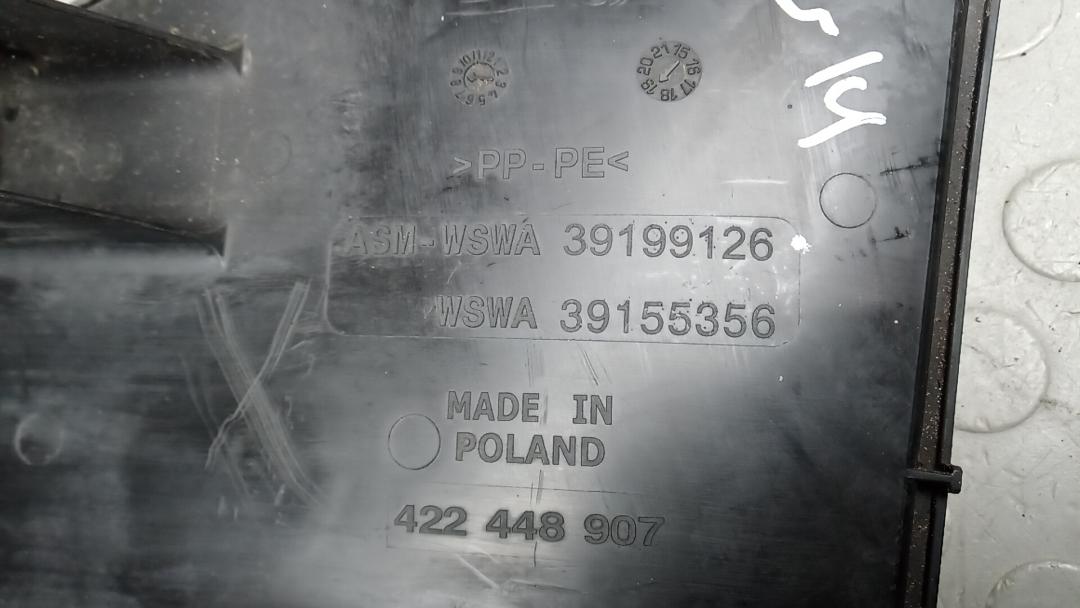 >PP-PE<
ASM-WSWA 39199126
WSWA 39155356
MADE IN
POLAND
422 448 907